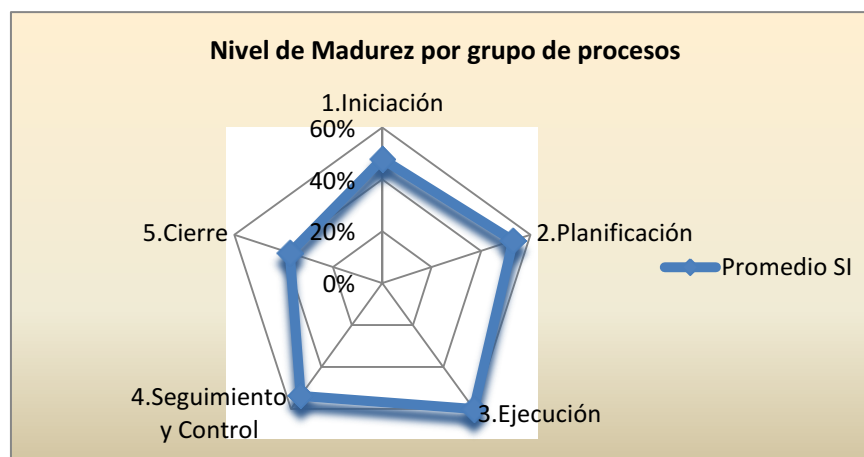 Nivel de Madurez por grupo de procesos
1.Iniciación
60%
40%
20%
0%
2.Planificación
3.Ejecución
4.Seguimiento
y Control
5.Cierre
Promedio SI